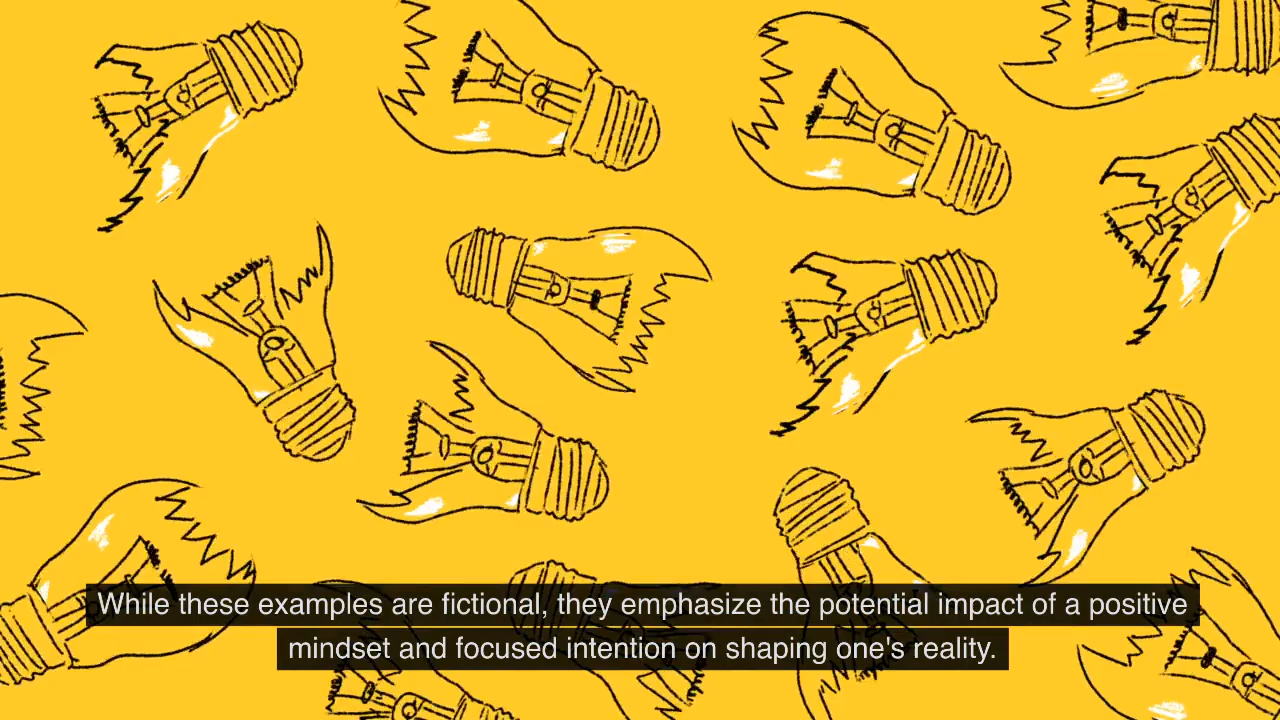 While these examples are fictional, they emphasize the potential impact of a positive
mindset and focused intention on shaping one's reality.